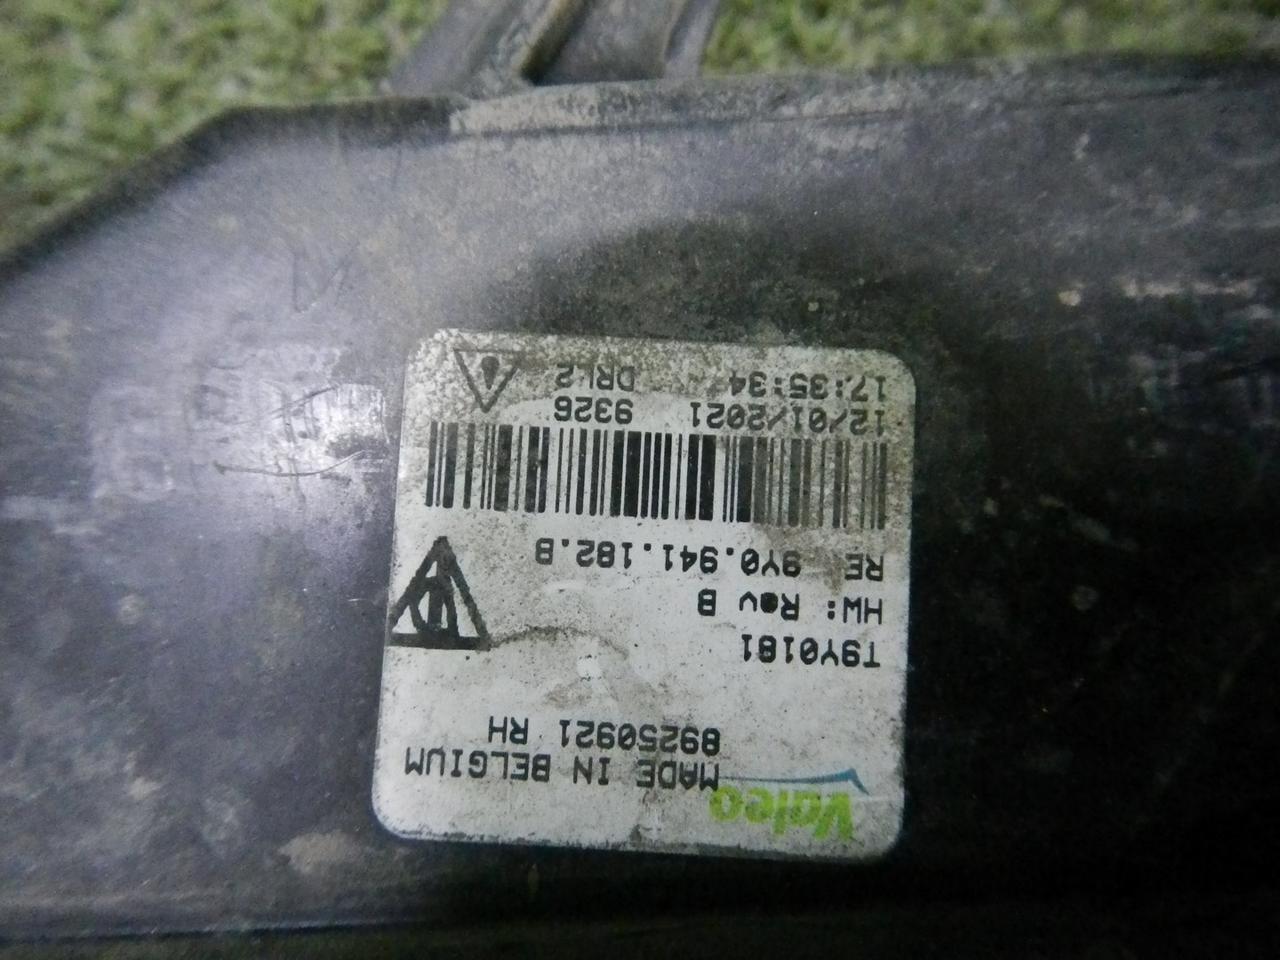 Valeo
MADE IN BELGIUM
89250921 RH
T9Y0181
HW: Rev B
RE 9Y0.941.182.B
12/01/2021 9326
17:35:34 DRL2